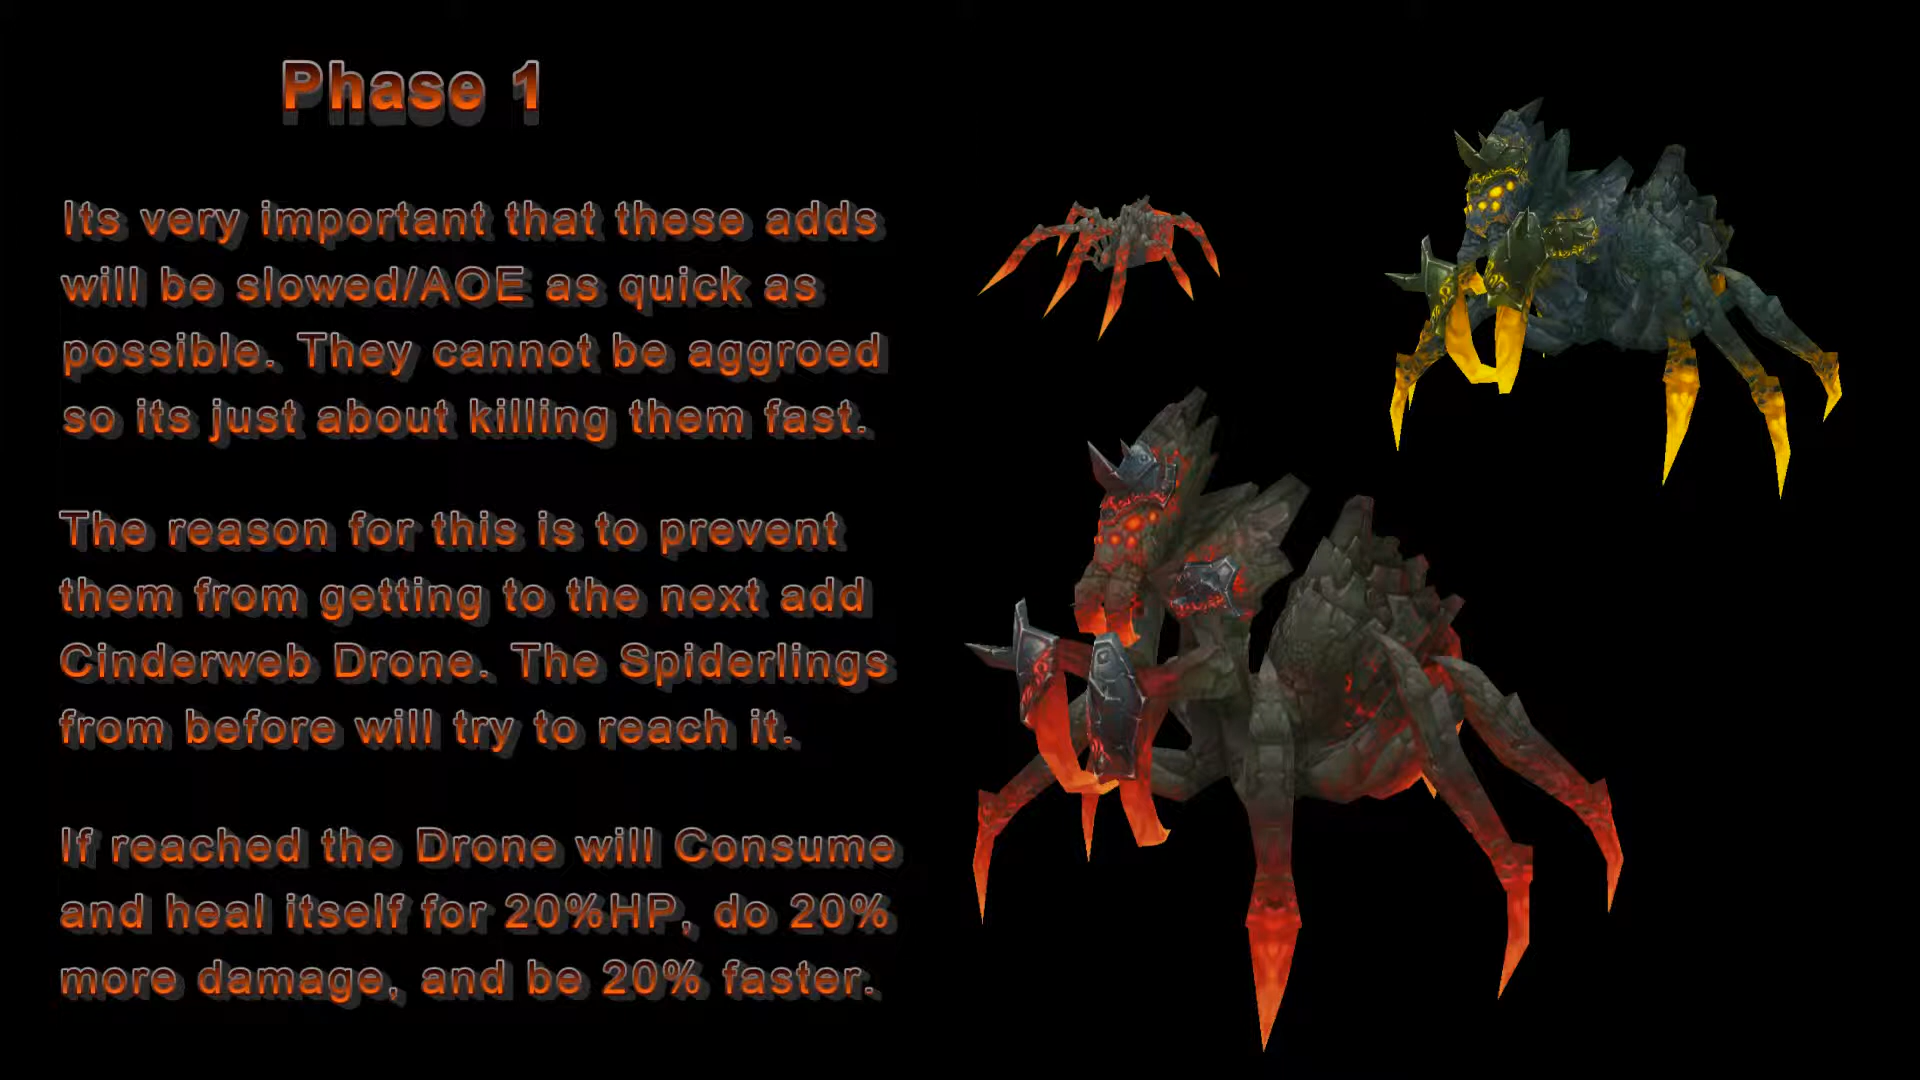 Phase 1
Its very important that these adds
will be slowed/AOE as quick as
possible. They cannot be aggroed
so its just about killing them fast.
The reason for this is to prevent
them from getting to the next add
Cinderweb Drone. The Spiderlings
from before will try to reach it.
If reached the Drone will Consume
and heal itself for 20%HP, do 20%
more damage, and be 20% faster.